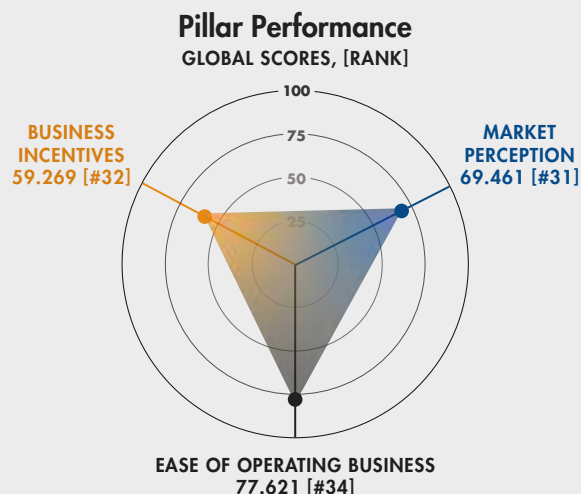 Pillar Performance
GLOBAL SCORES, [RANK]
100
75
50
25
BUSINESS
INCENTIVES
59.269 [#32]
MARKET
PERCEPTION
69.461 [#31]
EASE OF OPERATING BUSINESS
77.621 [#34]